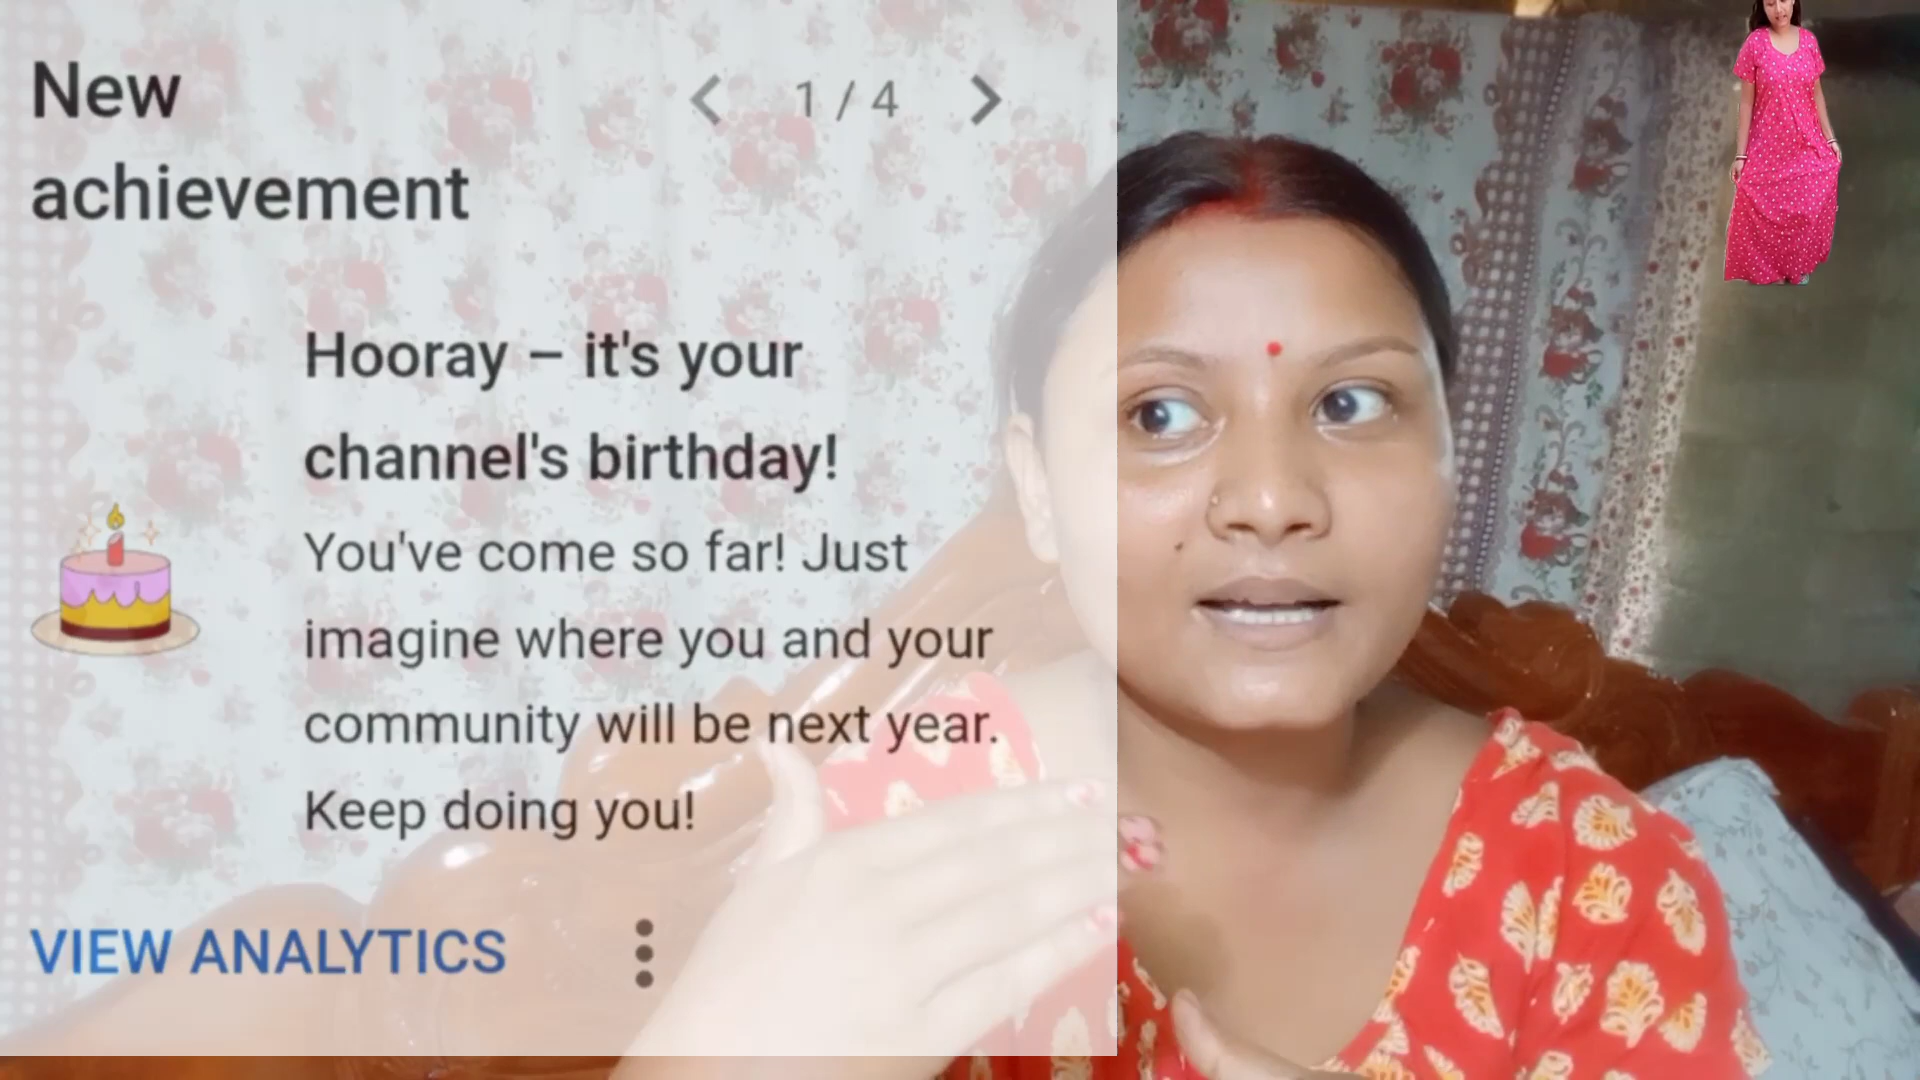 New
achievement
1 / 4
Hooray – it's your
channel's birthday!
You've come so far! Just
imagine where you and your
community will be next year.
Keep doing you!
VIEW ANALYTICS